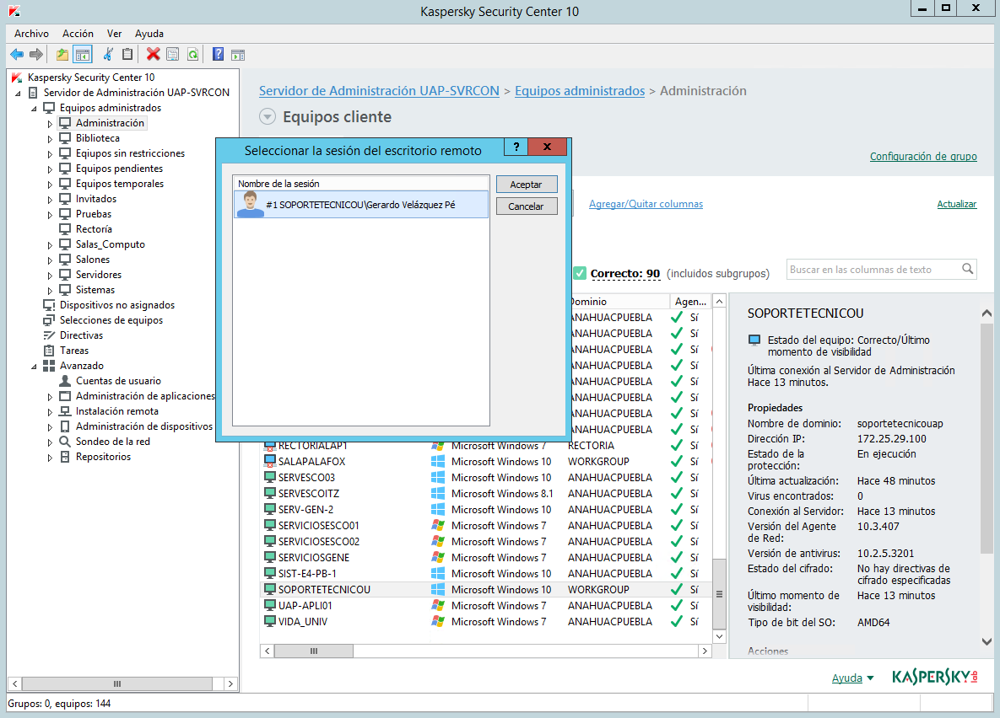 Kaspersky Security Center 10
Archivo Acción Ver Ayuda
Kaspersky Security Center 10
Servidor de Administración UAP-SVRCON
Equipos administrados
Administración
Biblioteca
Eqiupos sin restricciones
Equipos pendientes
Equipos temporales
Invitados
Pruebas
Rectoría
Salas_Computo
Salones
Servidores
Sistemas
Dispositivos no asignados
Selecciones de equipos
Directivas
Tareas
Avanzado
Cuentas de usuario
Administración de aplicaciones
Instalación remota
Administración de dispositivos
Sondeo de la red
Repositorios
Grupos: 0, equipos: 144
Servidor de Administración UAP-SVRCON > Equipos administrados > Administración
Equipos cliente
Configuración de grupo
Seleccionar la sesión del escritorio remoto
Nombre de la sesión
#1 SOPORTETECNICOU\Gerardo Velázquez Pé
Aceptar
Cancelar
Agregar/Quitar columnas
Actualizar
Correcto: 90 (incluidos subgrupos)
Buscar en las columnas de texto
Dominio Agen...
ANAHUACPUEBLA Sí
ANAHUACPUEBLA Sí
ANAHUACPUEBLA Sí
ANAHUACPUEBLA Sí
ANAHUACPUEBLA Sí
ANAHUACPUEBLA Sí
ANAHUACPUEBLA Sí
ANAHUACPUEBLA Sí
RECTORIALAP1 Microsoft Windows 7 RECTORIA Sí
SALAPALAFOX Microsoft Windows 10 WORKGROUP Sí
SERVESCO03 Microsoft Windows 10 ANAHUACPUEBLA Sí
SERVESCOITZ Microsoft Windows 8.1 ANAHUACPUEBLA Sí
SERV-GEN-2 Microsoft Windows 10 ANAHUACPUEBLA Sí
SERVICIOSESCO01 Microsoft Windows 7 ANAHUACPUEBLA Sí
SERVICIOSESCO02 Microsoft Windows 7 ANAHUACPUEBLA Sí
SERVICIOSGENE Microsoft Windows 7 ANAHUACPUEBLA Sí
SIST-E4-PB-1 Microsoft Windows 10 ANAHUACPUEBLA Sí
SOPORTETECNICOU Microsoft Windows 10 WORKGROUP Sí
UAP-APLI01 Microsoft Windows 7 ANAHUACPUEBLA Sí
VIDA_UNIV Microsoft Windows 7 ANAHUACPUEBLA Sí
SOPORTETECNICOU
Estado del equipo: Correcto/Último
momento de visibilidad
Última conexión al Servidor de Administración
Hace 13 minutos.
Propiedades
Nombre de dominio: soportetecnicouap
Dirección IP: 172.25.29.100
Estado de la protección: En ejecución
Última actualización: Hace 48 minutos
Virus encontrados: 0
Conexión al Servidor: Hace 13 minutos
Versión del Agente de Red: 10.3.407
Versión de antivirus: 10.2.5.3201
Estado del cifrado: No hay directivas de cifrado especificadas
Último momento de visibilidad: Hace 13 minutos
Tipo de bit del SO: AMD64
Acciones
Ayuda
KASPERSKY lab